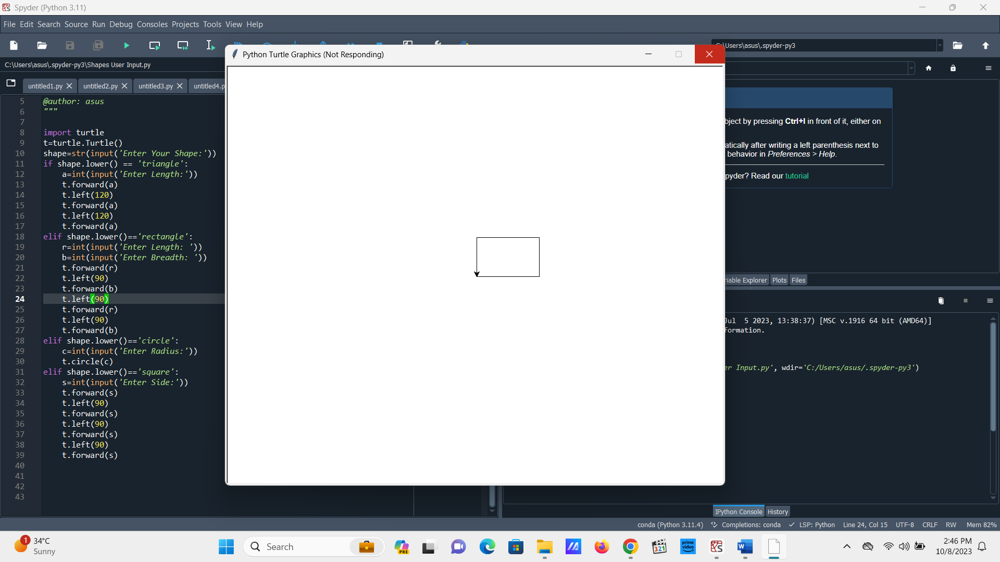 Spyder (Python 3.11)
File Edit Search Source Run Debug Consoles Projects Tools View Help
C:\Users\asus\.spyder-py3
Python Turtle Graphics (Not Responding)
C:\Users\asus\.spyder-py3\Shapes User Input.py
untitled1.py untitled2.py untitled3.py untitled4.p
5 @author: asus
6 """
7
8 import turtle
9 t=turtle.Turtle()
10 shape=str(input('Enter Your Shape:'))
11 if shape.lower() == 'triangle':
12 a=int(input('Enter Length:'))
13 t.forward(a)
14 t.left(120)
15 t.forward(a)
16 t.left(120)
17 t.forward(a)
18 elif shape.lower()=='rectangle':
19 r=int(input('Enter Length: '))
20 b=int(input('Enter Breadth: '))
21 t.forward(r)
22 t.left(90)
23 t.forward(b)
24 t.left(90)
25 t.forward(r)
26 t.left(90)
27 t.forward(b)
28 elif shape.lower()=='circle':
29 c=int(input('Enter Radius:'))
30 t.circle(c)
31 elif shape.lower()=='square':
32 s=int(input('Enter Side:'))
33 t.forward(s)
34 t.left(90)
35 t.forward(s)
36 t.left(90)
37 t.forward(s)
38 t.left(90)
39 t.forward(s)
40
41
42
43
bject by pressing Ctrl+I in front of it, either on
atically after writing a left parenthesis next to
behavior in Preferences > Help.
pyder? Read our tutorial
riable Explorer Plots Files
Jul 5 2023, 13:38:37) [MSC v.1916 64 bit (AMD64)]
formation.
er Input.py', wdir='C:/Users/asus/.spyder-py3')
IPython Console History
conda (Python 3.11.4) Completions: conda LSP: Python Line 24, Col 15 UTF-8 CRLF RW Mem 82%
1
34°C
Sunny
Search
PRE
321
prime video
W
2:46 PM
10/8/2023